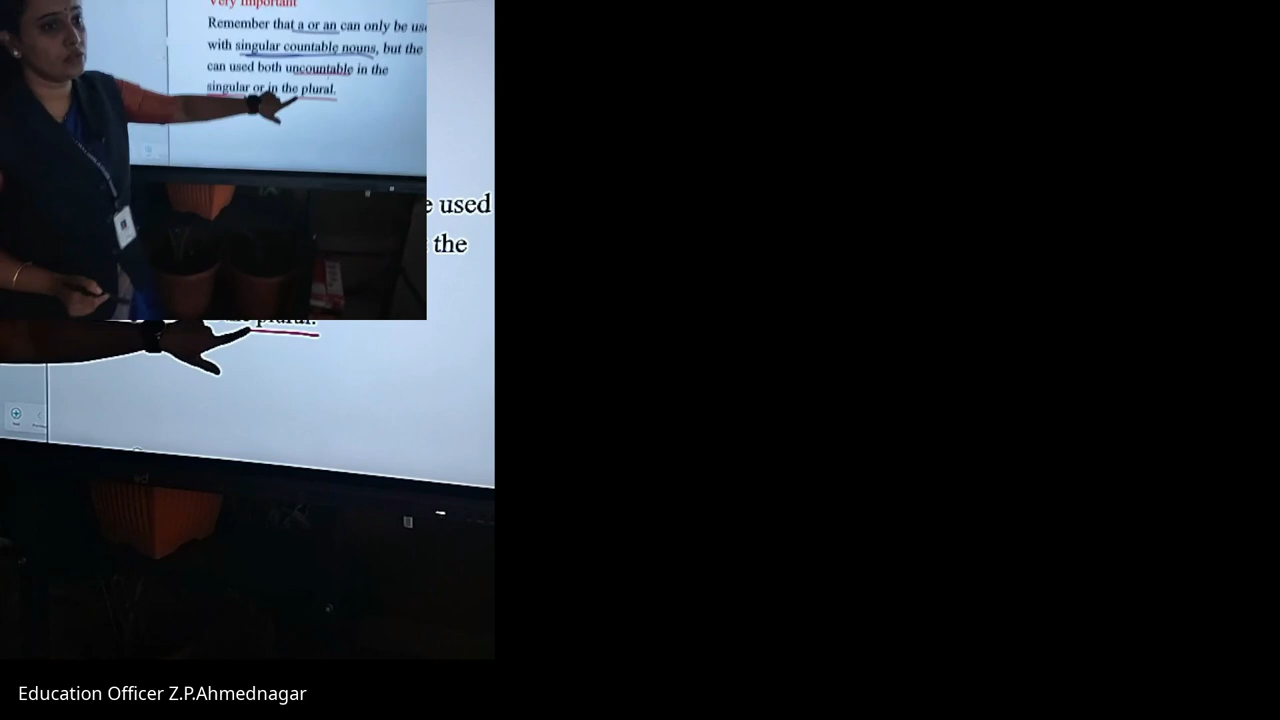 Very Important
Remember that a or an can only be use
with singular countable nouns, but the
can used both uncountable in the
singular or in the plural.
e used
the
the plural.
Education Officer Z.P.Ahmednagar